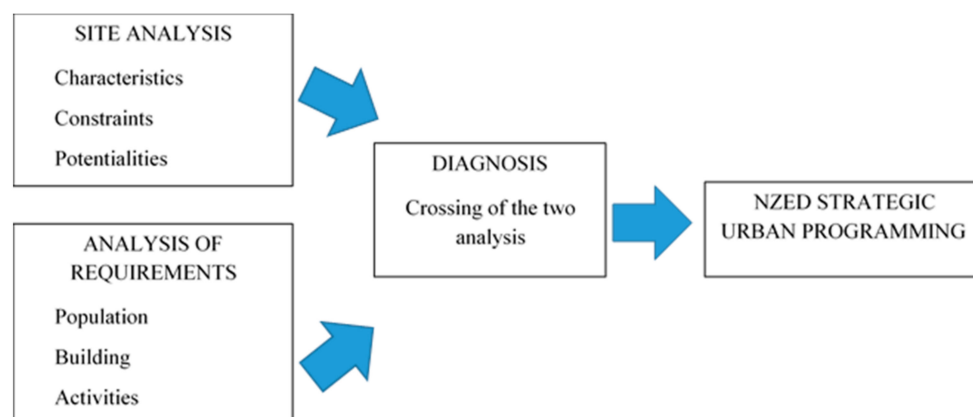 SITE ANALYSIS
Characteristics
Constraints
Potentialities
ANALYSIS OF
REQUIREMENTS
Population
Building
Activities
DIAGNOSIS
Crossing of the two
analysis
NZED STRATEGIC
URBAN PROGRAMMING